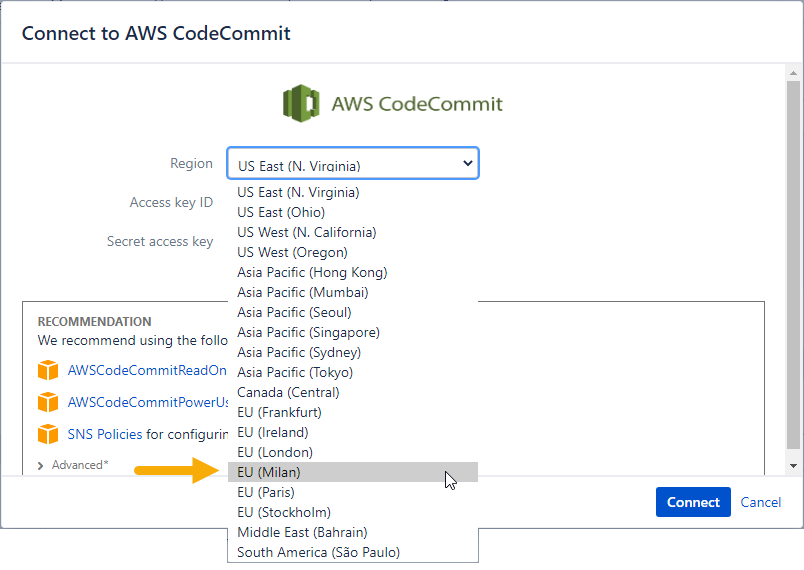 Connect to AWS CodeCommit
AWS CodeCommit
Region
US East (N. Virginia)
Access key ID
Secret access key
US East (N. Virginia)
US East (Ohio)
US West (N. California)
US West (Oregon)
Asia Pacific (Hong Kong)
Asia Pacific (Mumbai)
Asia Pacific (Seoul)
Asia Pacific (Singapore)
Asia Pacific (Sydney)
Asia Pacific (Tokyo)
Canada (Central)
EU (Frankfurt)
EU (Ireland)
EU (London)
EU (Milan)
EU (Paris)
EU (Stockholm)
Middle East (Bahrain)
South America (São Paulo)
RECOMMENDATION
We recommend using the follo
AWSCodeCommitReadOn
AWSCodeCommitPowerUs
SNS Policies for configurin
Advanced*
Connect
Cancel